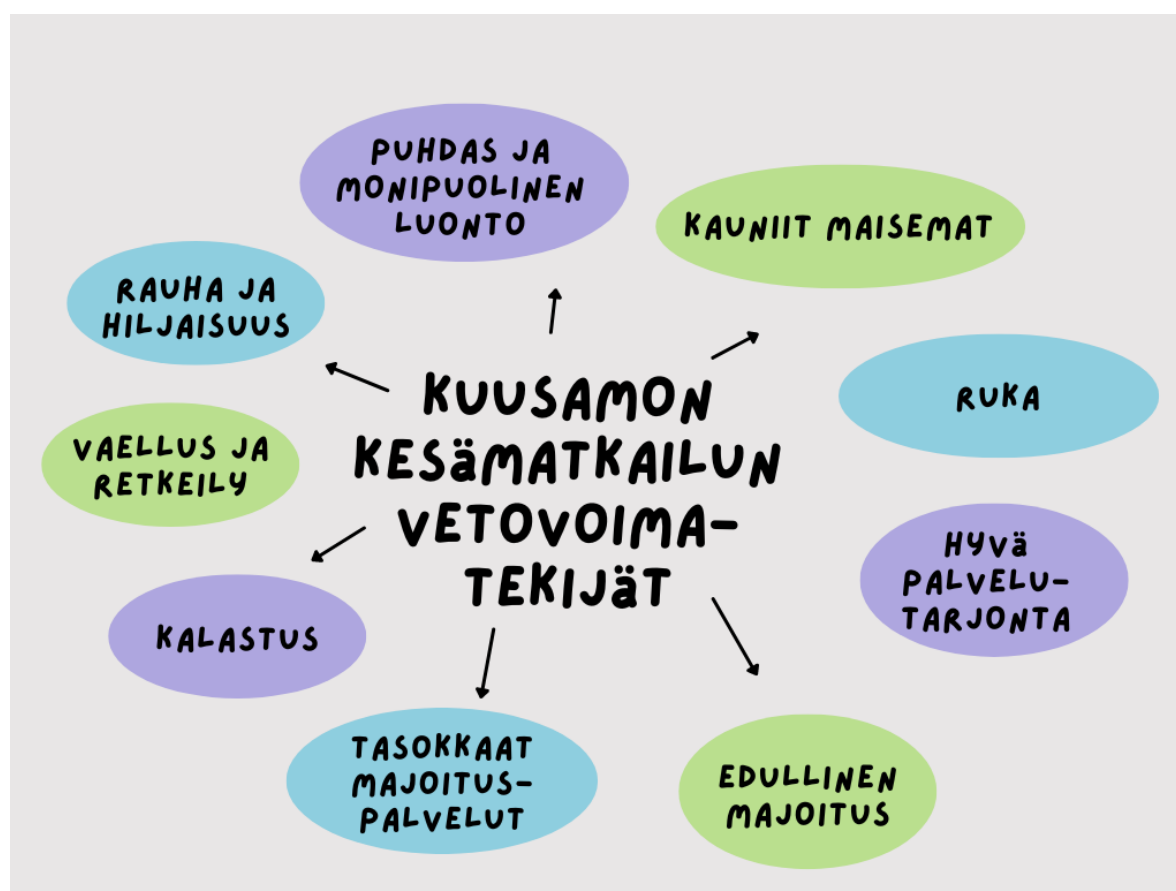 PUHDAS JA
MONIPUOLINEN
LUONTO
KAUNIIT MAISEMAT
RAUHA JA
HILJAISUUS
RUKA
KUUSAMON
KESÄMATKAILUN
VETOVOIMA-
TEKIJÄT
VAELLUS JA
RETKEILY
HYVÄ
PALVELU-
TARJONTA
KALASTUS
TASOKKAAT
MAJOITUS-
PALVELUT
EDULLINEN
MAJOITUS